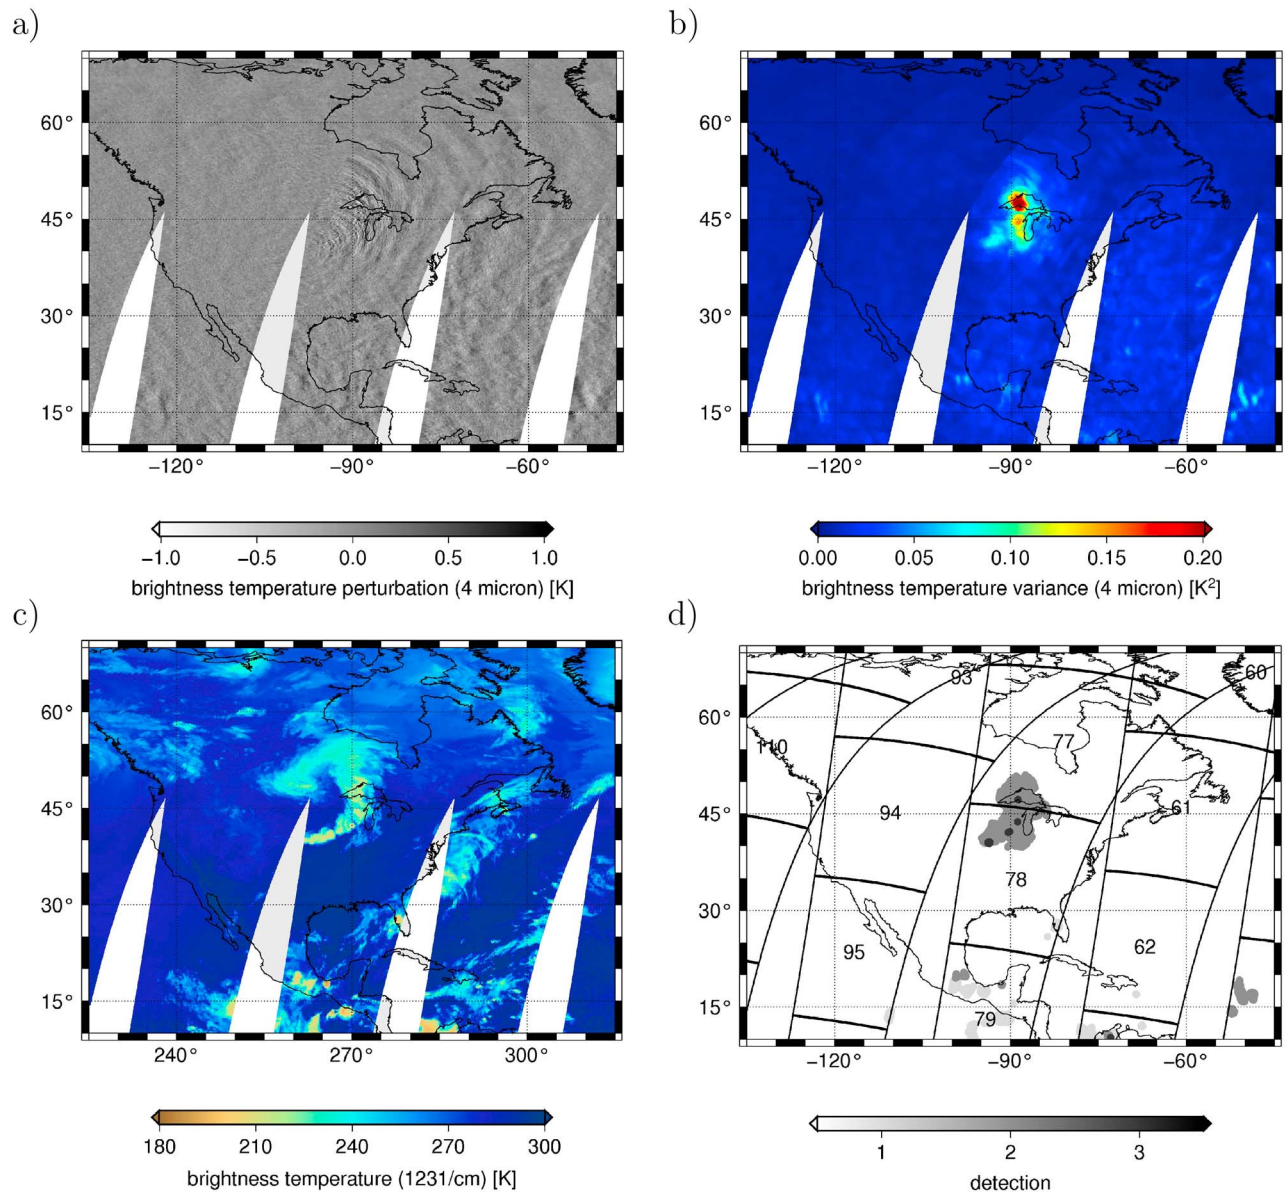 a)
60°
45°
30°
15°
−120° −90° −60°
−1.0 −0.5 0.0 0.5 1.0
brightness temperature perturbation (4 micron) [K]
b)
60°
45°
30°
15°
−120° −90° −60°
0.00 0.05 0.10 0.15 0.20
brightness temperature variance (4 micron) [K²]
c)
60°
45°
30°
15°
240° 270° 300°
180 210 240 270 300
brightness temperature (1231/cm) [K]
d)
93 60
60°
110 77
94 61
45°
78
30°
95 62
15°
79
−120° −90° −60°
1 2 3
detection